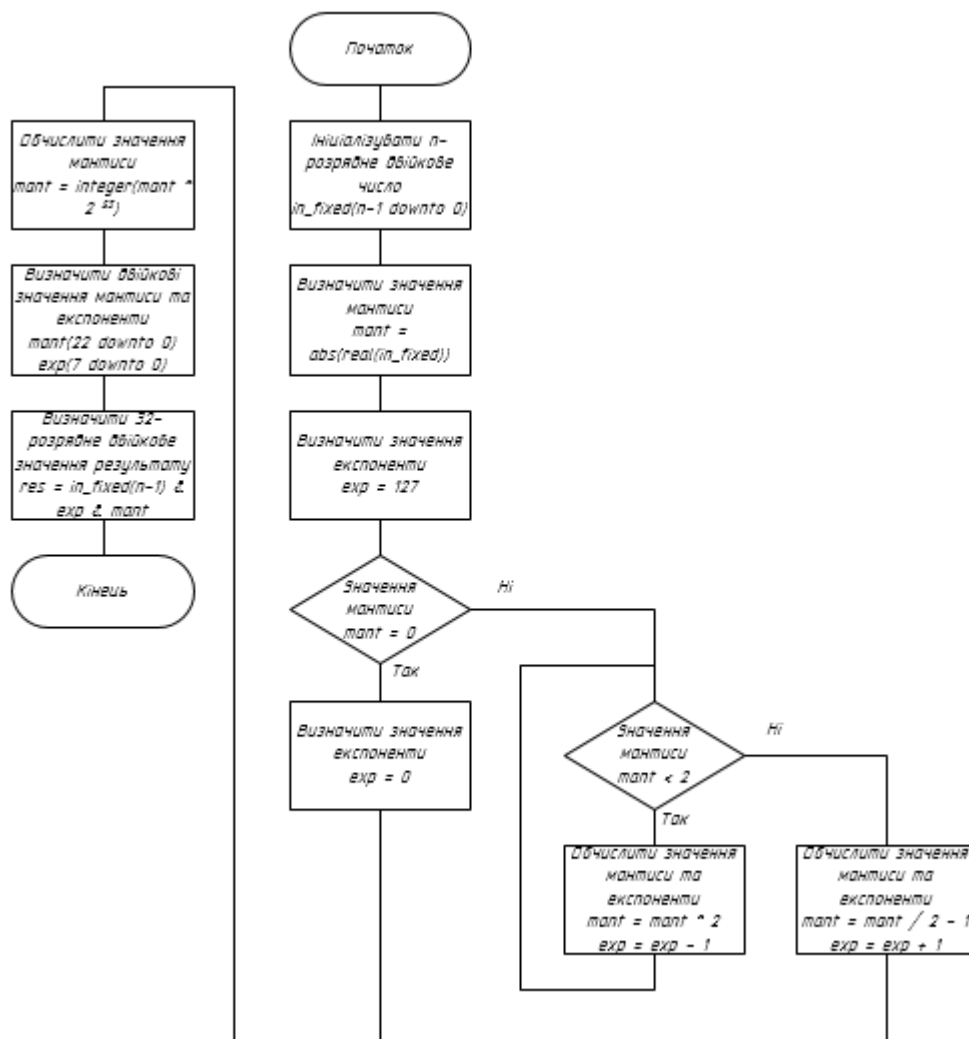 Початок
Ініціалізувати n-
розрядне двійкове
число
in_fixed(n-1 downto 0)
Визначити значення
мантиси
mant =
abs(real(in_fixed))
Визначити значення
експоненти
exp = 127
Значення
мантиси
mant = 0
Ні
Так
Визначити значення
експоненти
exp = 0
Значення
мантиси
mant < 2
Ні
Так
Обчислити значення
мантиси та
експоненти
mant = mant * 2
exp = exp - 1
Обчислити значення
мантиси та
експоненти
mant = mant / 2 - 1
exp = exp + 1
Обчислити значення
мантиси
mant = integer(mant *
2 )
Визначити двійкові
значення мантиси та
експоненти
mant(22 downto 0)
exp(7 downto 0)
Визначити 32-
розрядне двійкове
значення результату
res = in_fixed(n-1) &
exp & mant
Кінець